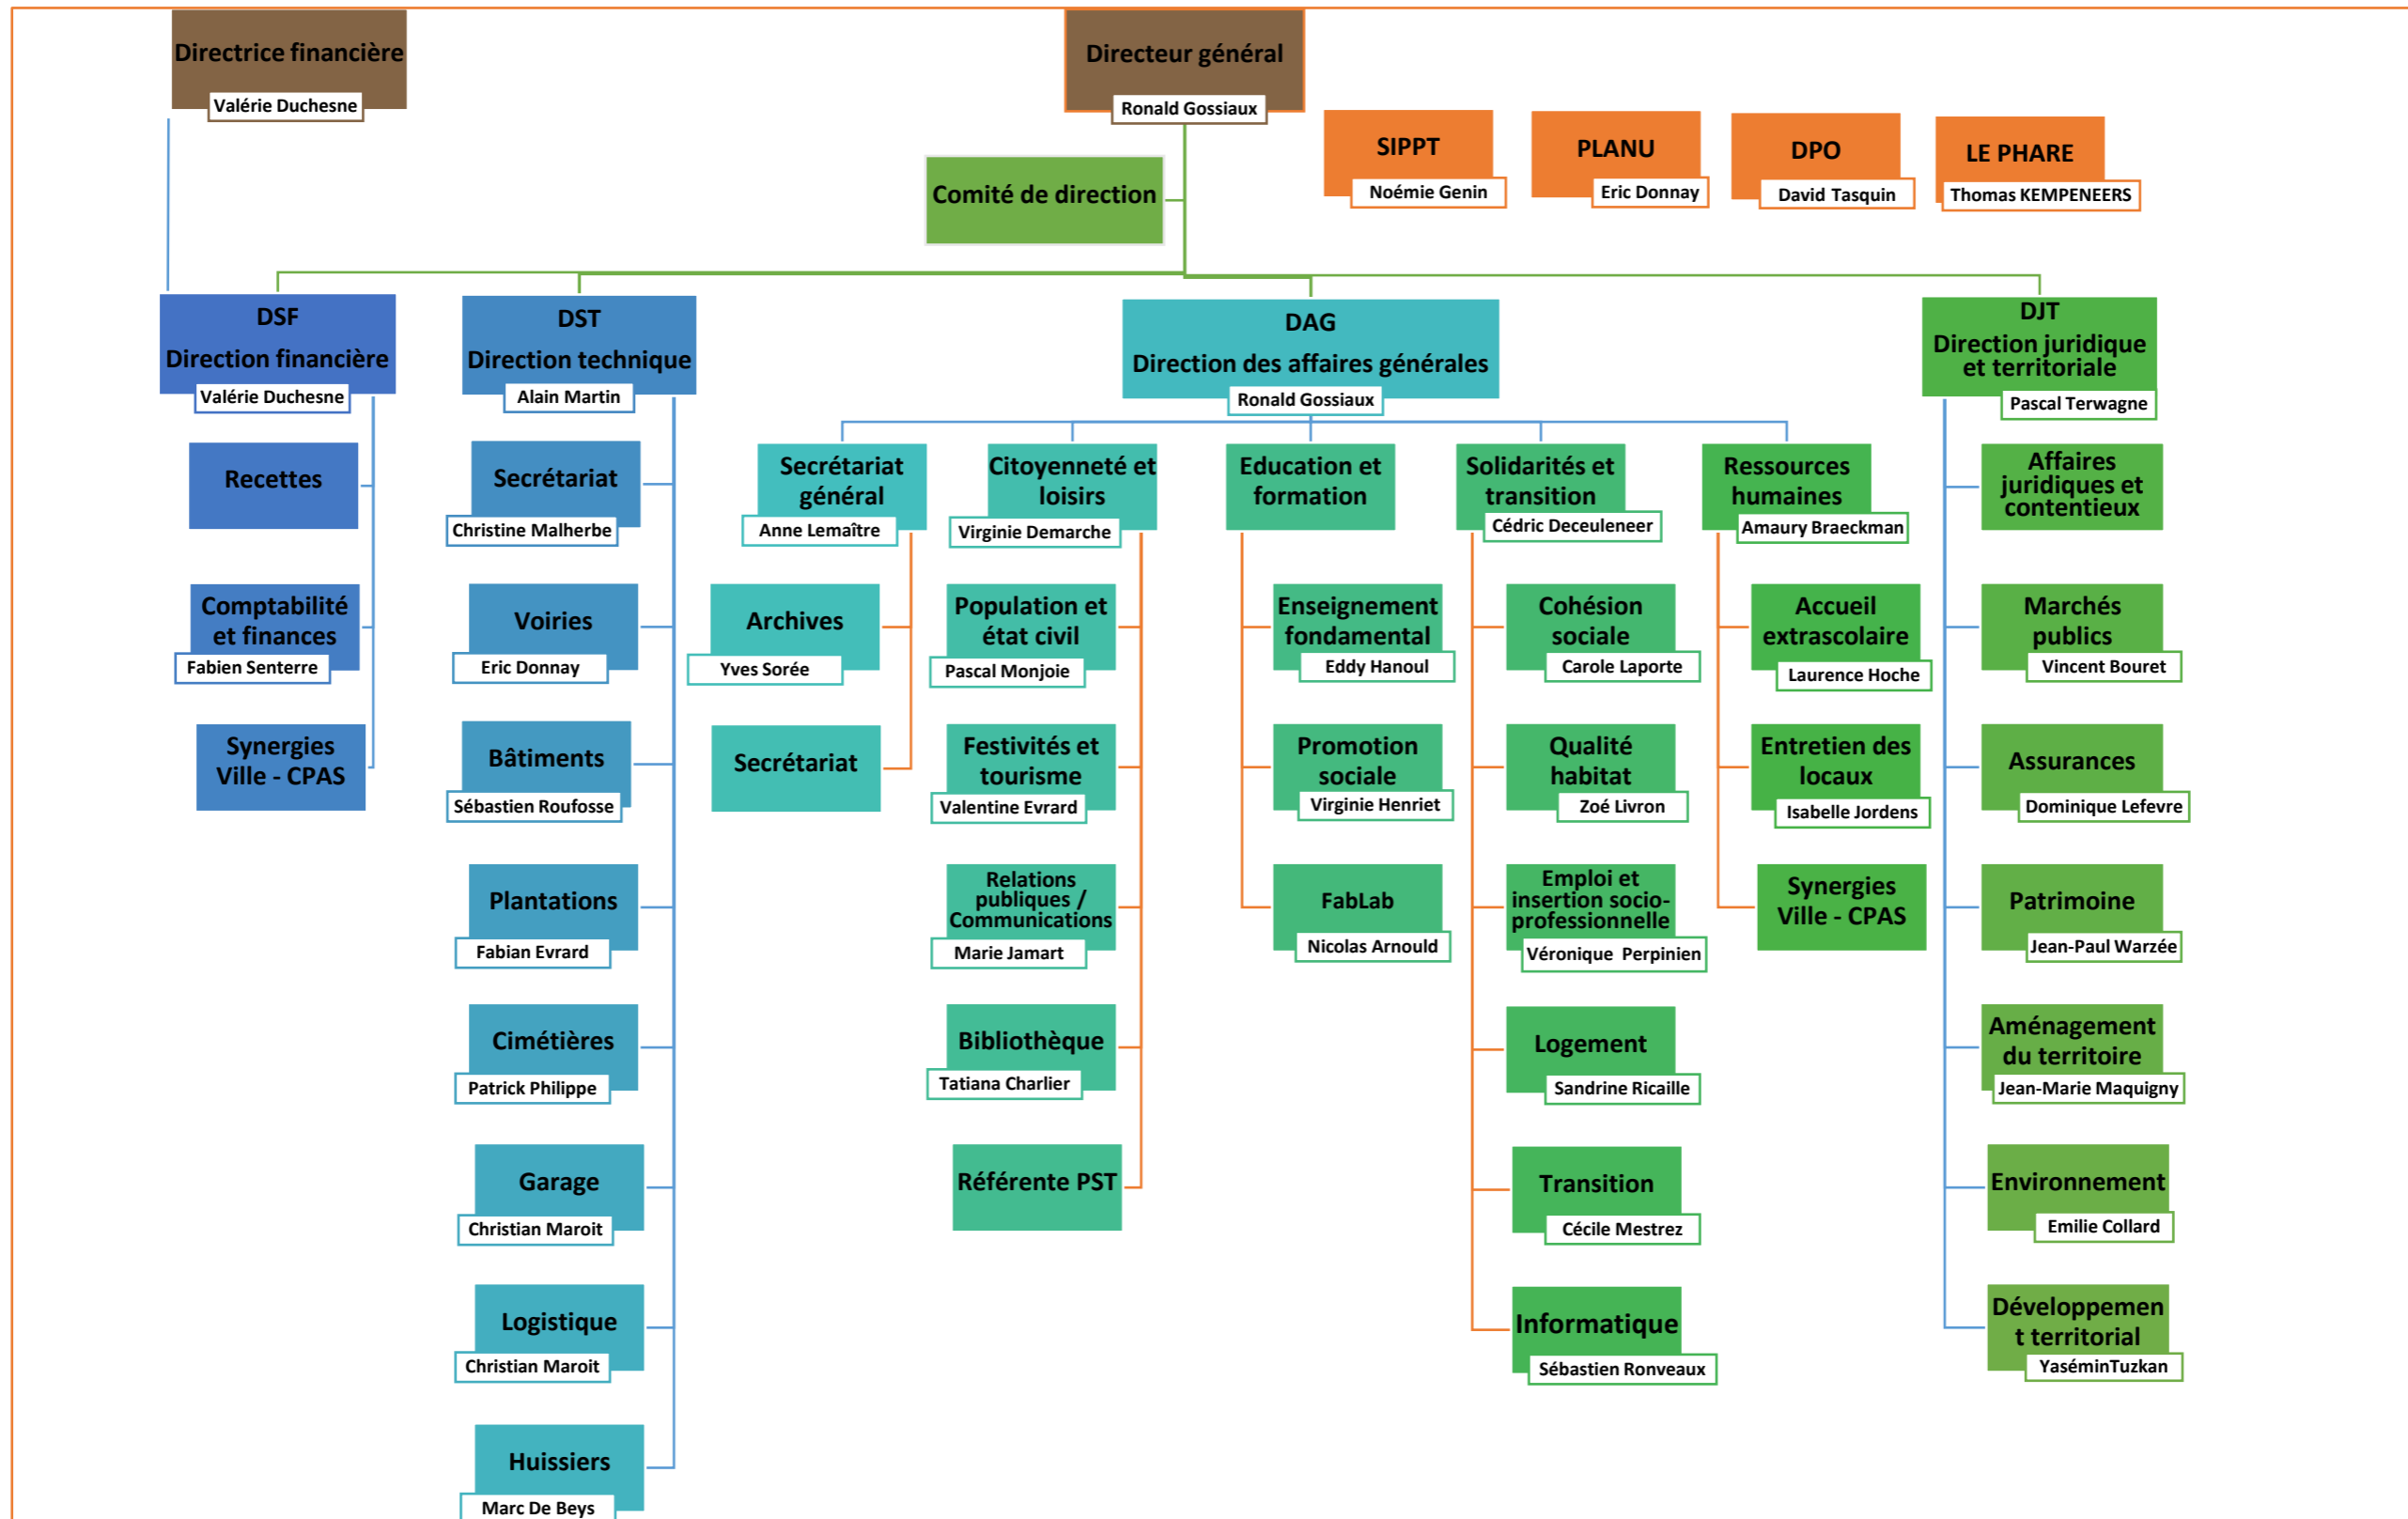 Directrice financière
Valérie Duchesne
Directeur général
Ronald Gossiaux
SIPPT
Noémie Genin
PLANU
Eric Donnay
DPO
David Tasquin
LE PHARE
Thomas KEMPENEERS
Comité de direction
DSF
Direction financière
Valérie Duchesne
DST
Direction technique
Alain Martin
DAG
Direction des affaires générales
Ronald Gossiaux
DJT
Direction juridique
et territoriale
Pascal Terwagne
Recettes
Comptabilité
et finances
Fabien Senterre
Synergies
Ville - CPAS
Secrétariat
Christine Malherbe
Voiries
Eric Donnay
Bâtiments
Sébastien Roufosse
Plantations
Fabian Evrard
Cimétières
Patrick Philippe
Garage
Christian Maroit
Logistique
Christian Maroit
Huissiers
Marc De Beys
Secrétariat
général
Anne Lemaître
Archives
Yves Sorée
Secrétariat
Citoyenneté et
loisirs
Virginie Demarche
Population et
état civil
Pascal Monjoie
Festivités et
tourisme
Valentine Evrard
Relations
publiques /
Communications
Marie Jamart
Bibliothèque
Tatiana Charlier
Référente PST
Education et
formation
Enseignement
fondamental
Eddy Hanoul
Promotion
sociale
Virginie Henriet
FabLab
Nicolas Arnould
Solidarités et
transition
Cédric Deceuleneer
Cohésion
sociale
Carole Laporte
Qualité
habitat
Zoé Livron
Emploi et
insertion socio-
professionnelle
Véronique  Perpinien
Logement
Sandrine Ricaille
Transition
Cécile Mestrez
Informatique
Sébastien Ronveaux
Ressources
humaines
Amaury Braeckman
Accueil
extrascolaire
Laurence Hoche
Entretien des
locaux
Isabelle Jordens
Synergies
Ville - CPAS
Affaires
juridiques et
contentieux
Marchés
publics
Vincent Bouret
Assurances
Dominique Lefevre
Patrimoine
Jean-Paul Warzée
Aménagement
du territoire
Jean-Marie Maquigny
Environnement
Emilie Collard
Développemen
t territorial
YaséminTuzkan